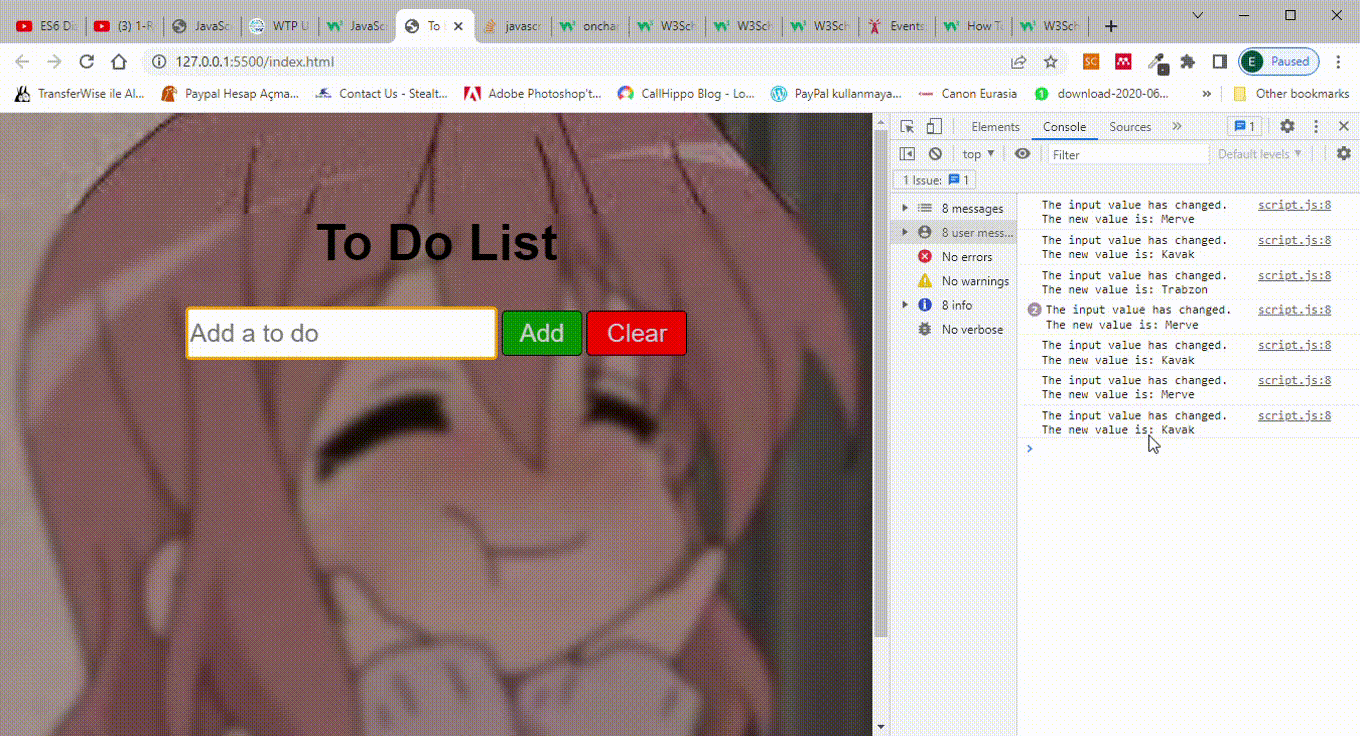 ES6 Di
(3) 1-R
JavaSc
WTP U
JavaSc
To
javasc
oncha
W3Sch
W3Sch
W3Sch
Events
How To
W3Sch
127.0.0.1:5500/index.html
SC
E Paused
TransferWise ile Al...
Paypal Hesap Açma...
Contact Us - Stealt...
Adobe Photoshop't...
CallHippo Blog - Lo...
PayPal kullanmaya...
Canon Eurasia
1 download-2020-06...
» Other bookmarks
Elements Console Sources » 1
top ▼ Filter Default levels ▼
1 Issue: 1
8 messages
8 user mess...
No errors
No warnings
8 info
No verbose
The input value has changed. script.js:8
The new value is: Merve
The input value has changed. script.js:8
The new value is: Kavak
The input value has changed. script.js:8
The new value is: Trabzon
2 The input value has changed. script.js:8
The new value is: Merve
The input value has changed. script.js:8
The new value is: Kavak
The input value has changed. script.js:8
The new value is: Merve
The input value has changed. script.js:8
The new value is: Kavak
To Do List
Add a to do Add Clear